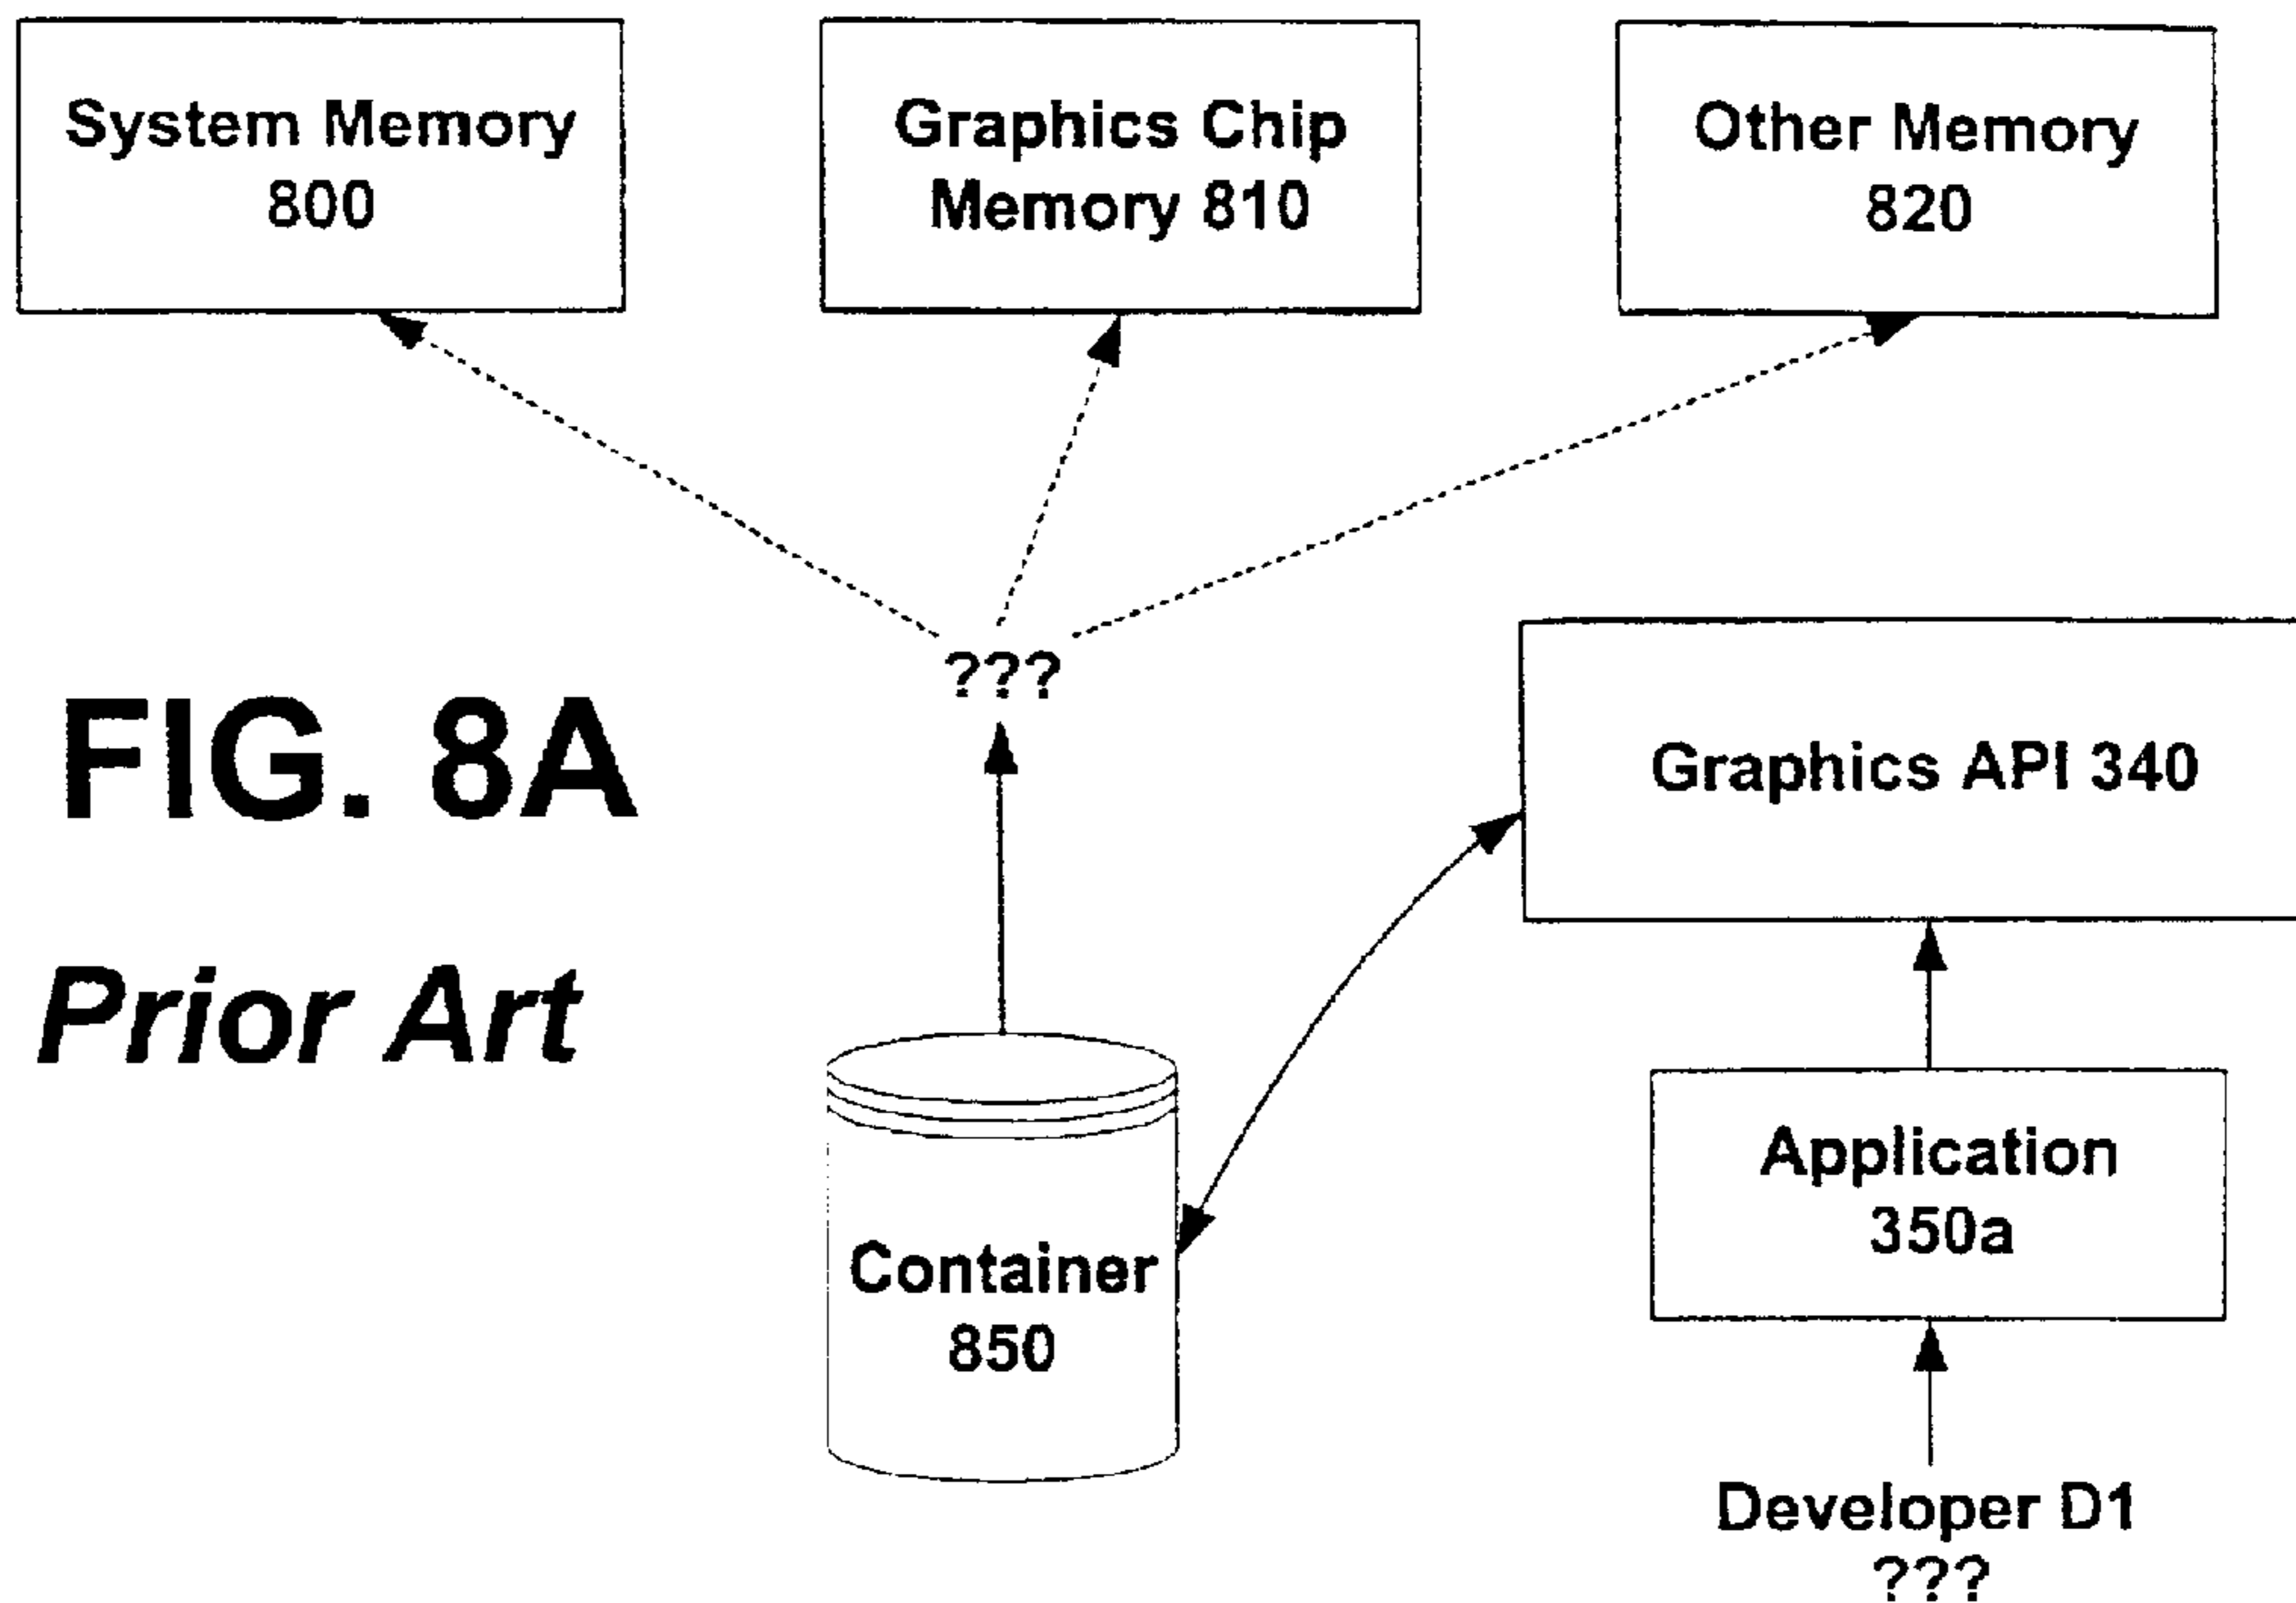 System Memory
800
Graphics Chip
Memory 810
Other Memory
820
???
FIG. 8A
Prior Art
Graphics API 340
Container
850
Application
350a
Developer D1
???